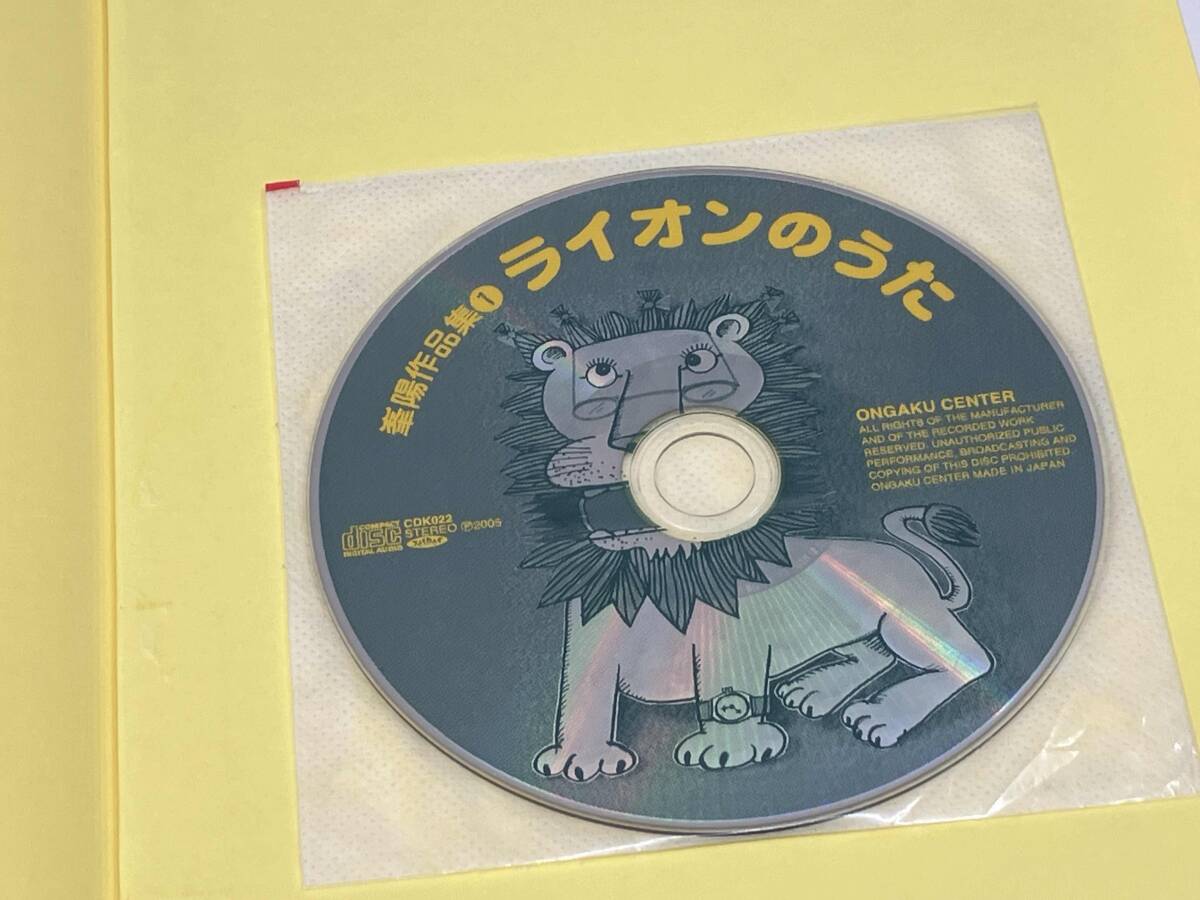 ライオンのうた
峯陽作品集❶
ONGAKU CENTER
ALL RIGHTS OF THE MANUFACTURER
AND OF THE RECORDED WORK
RESERVED. UNAUTHORIZED PUBLIC
PERFORMANCE, BROADCASTING AND
COPYING OF THIS DISC PROHIBITED.
ONGAKU CENTER MADE IN JAPAN
COMPACT
disc
DIGITAL AUDIO
CDK022
STEREO ℗2005